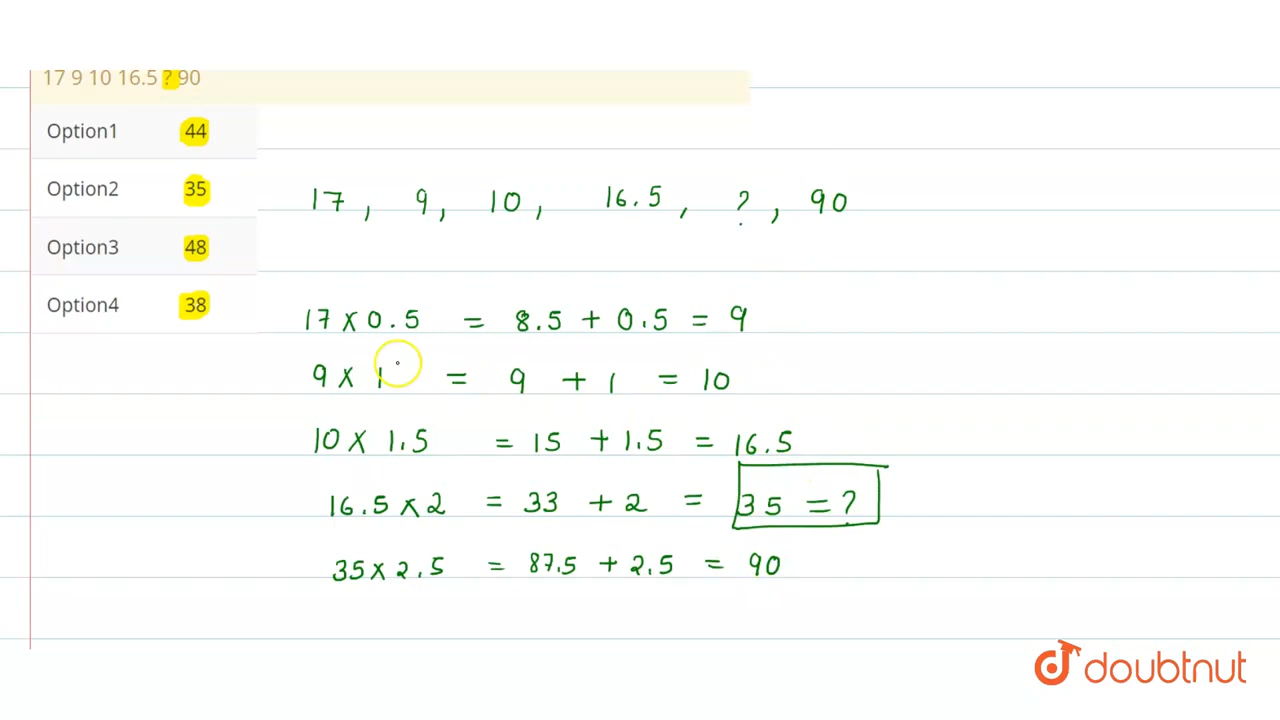 17 9 10 16.5 ? 90
Option1 44
Option2 35
Option3 48
Option4 38
17 , 9 , 10 , 16.5 , ? , 90
17 x 0.5 = 8.5 + 0.5 = 9
9 x 1 = 9 + 1 = 10
10 x 1.5 = 15 + 1.5 = 16.5
16.5 x 2 = 33 + 2 = 35 = ?
35 x 2.5 = 87.5 + 2.5 = 90
doubtnut